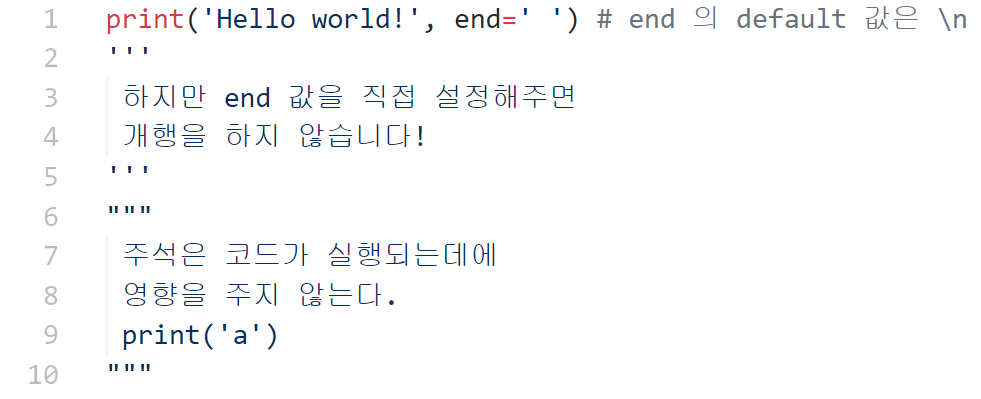 1 print('Hello world!', end=' ') # end 의 default 값은 \n
2 '''
3 하지만 end 값을 직접 설정해주면
4 개행을 하지 않습니다!
5 '''
6 """
7 주석은 코드가 실행되는데에
8 영향을 주지 않는다.
9 print('a')
10 """